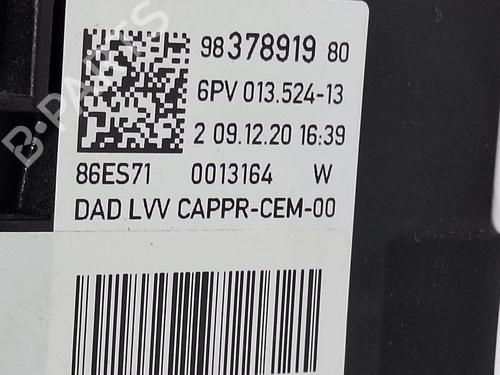 98 378919 80
6PV 013.524-13
2 09.12.20 16:39
86ES71 0013164 W
DAD LVV CAPPR-CEM-00
B-PARTS